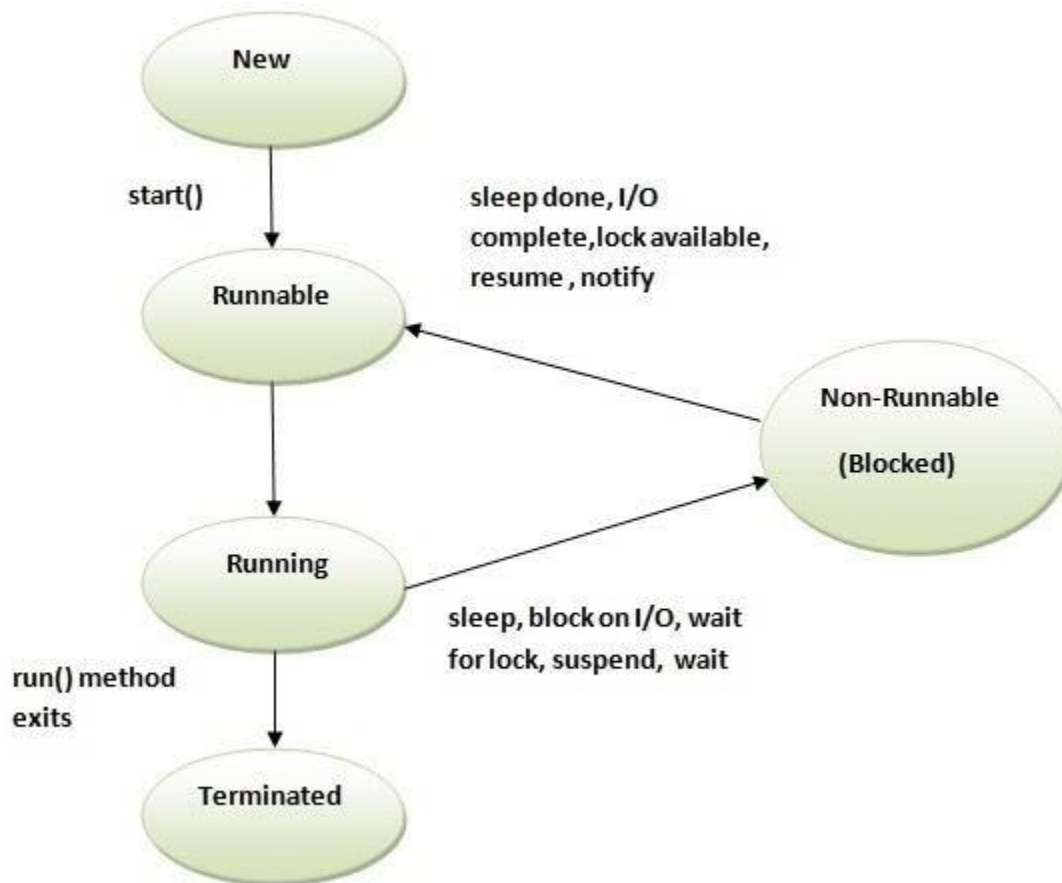 New
start()
sleep done, I/O
complete,lock available,
resume , notify
Runnable
Non-Runnable
(Blocked)
Running
sleep, block on I/O, wait
for lock, suspend, wait
run() method
exits
Terminated